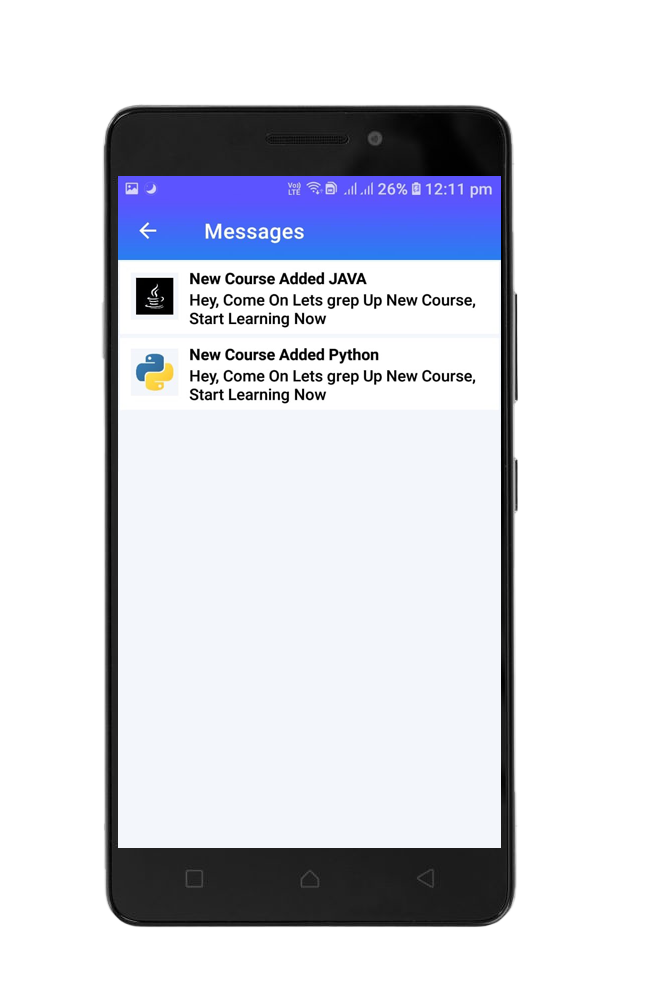 Vo)) LTE 26% 12:11 pm
Messages
New Course Added JAVA
Hey, Come On Lets grep Up New Course,
Start Learning Now
New Course Added Python
Hey, Come On Lets grep Up New Course,
Start Learning Now